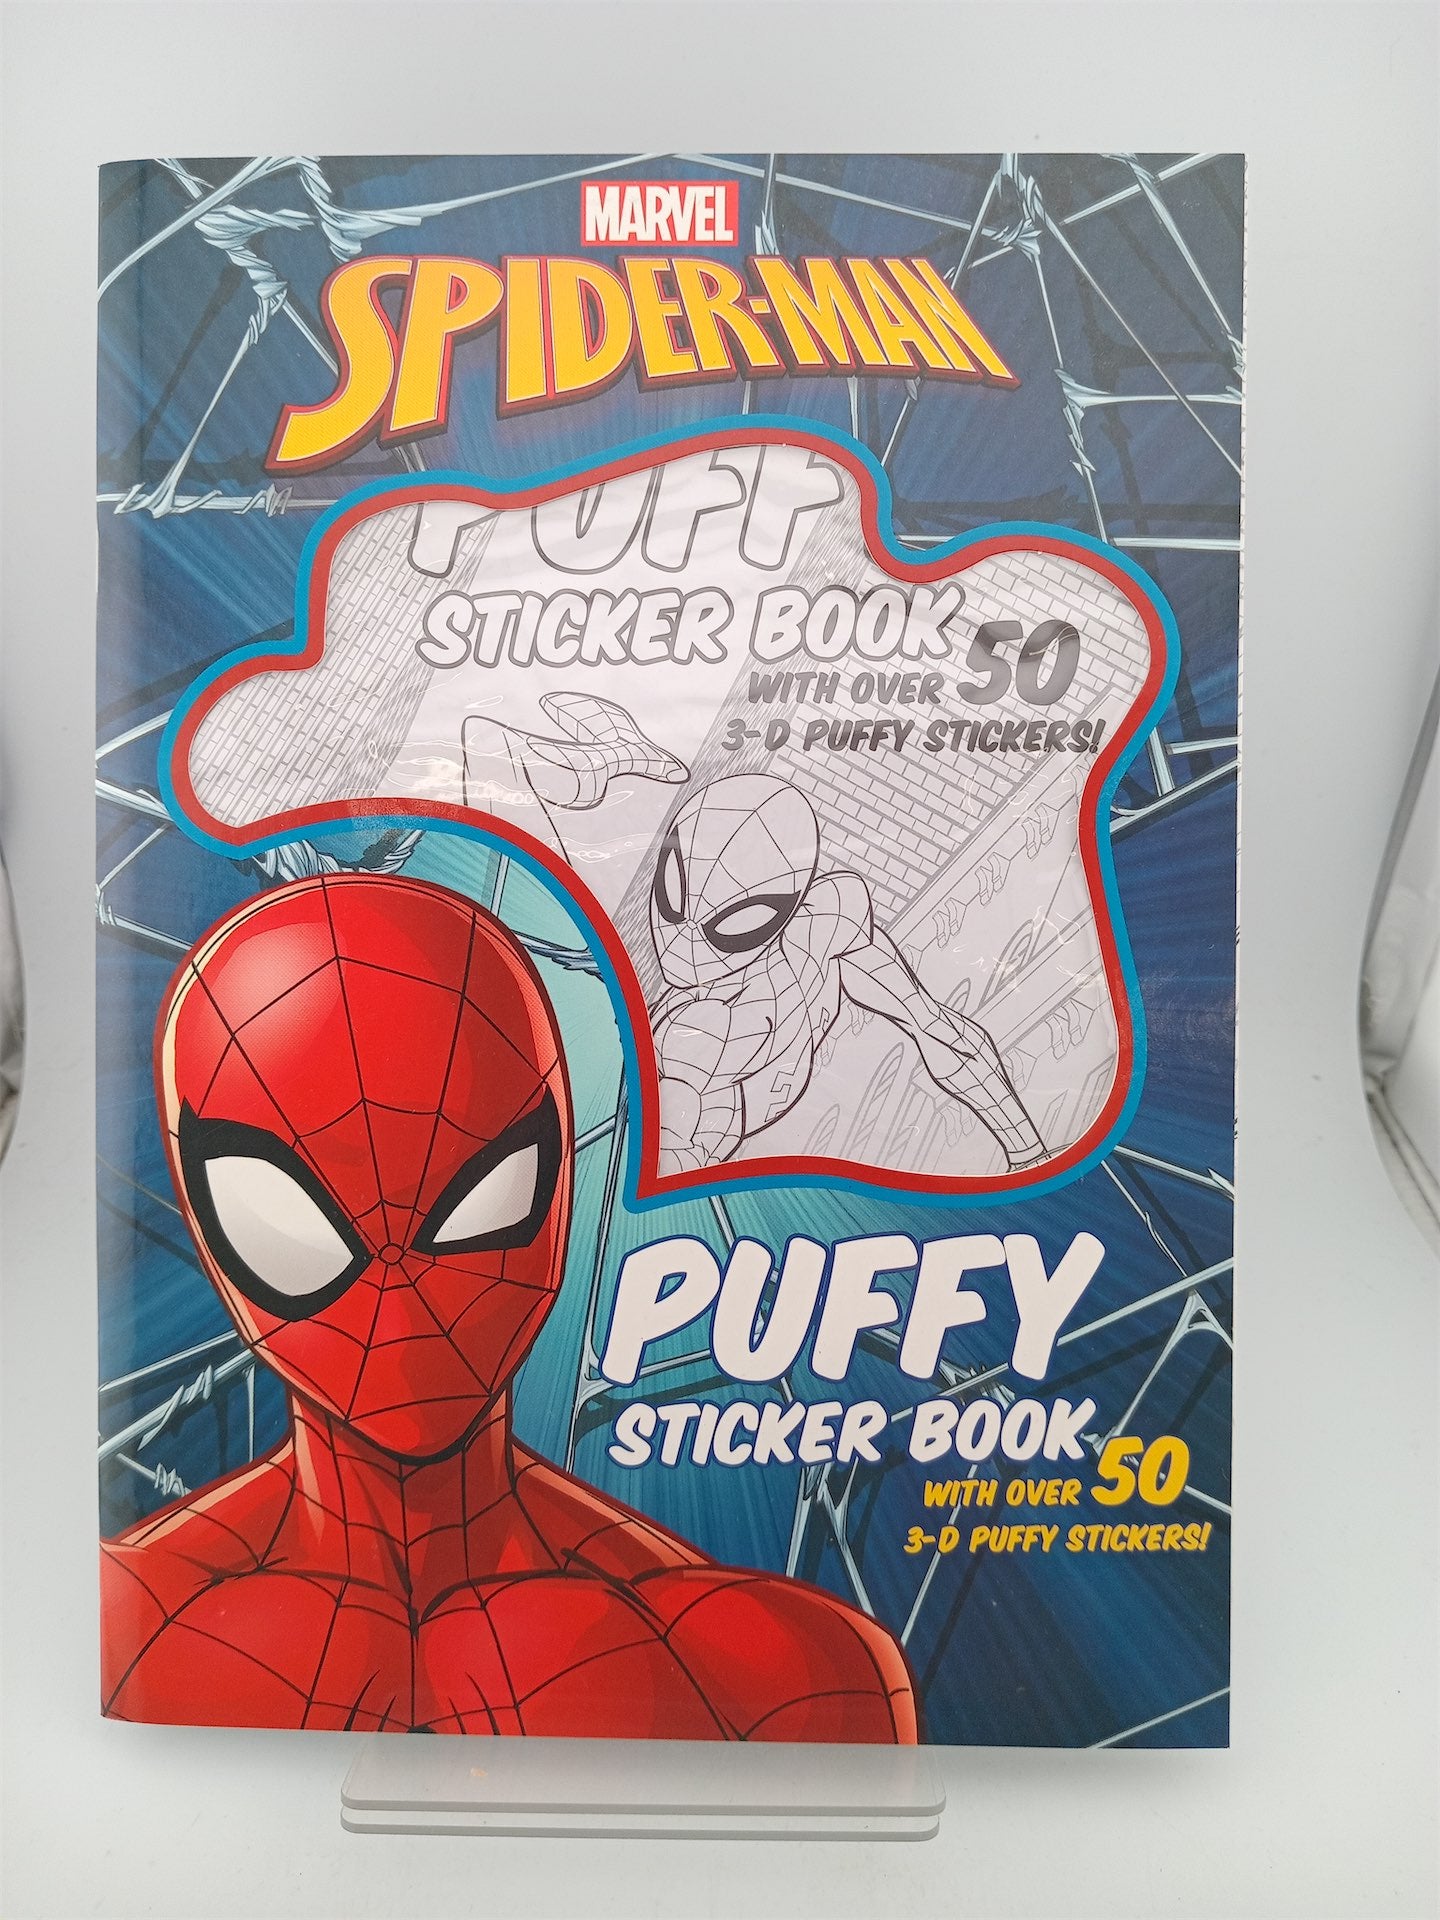 MARVEL
SPIDER-MAN
PUFF
STICKER BOOK
WITH OVER 50
3-D PUFFY STICKERS!
PUFFY
STICKER BOOK
WITH OVER 50
3-D PUFFY STICKERS!